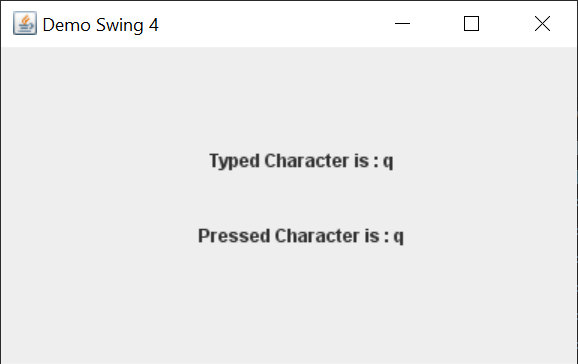 Demo Swing 4
Typed Character is : q
Pressed Character is : q